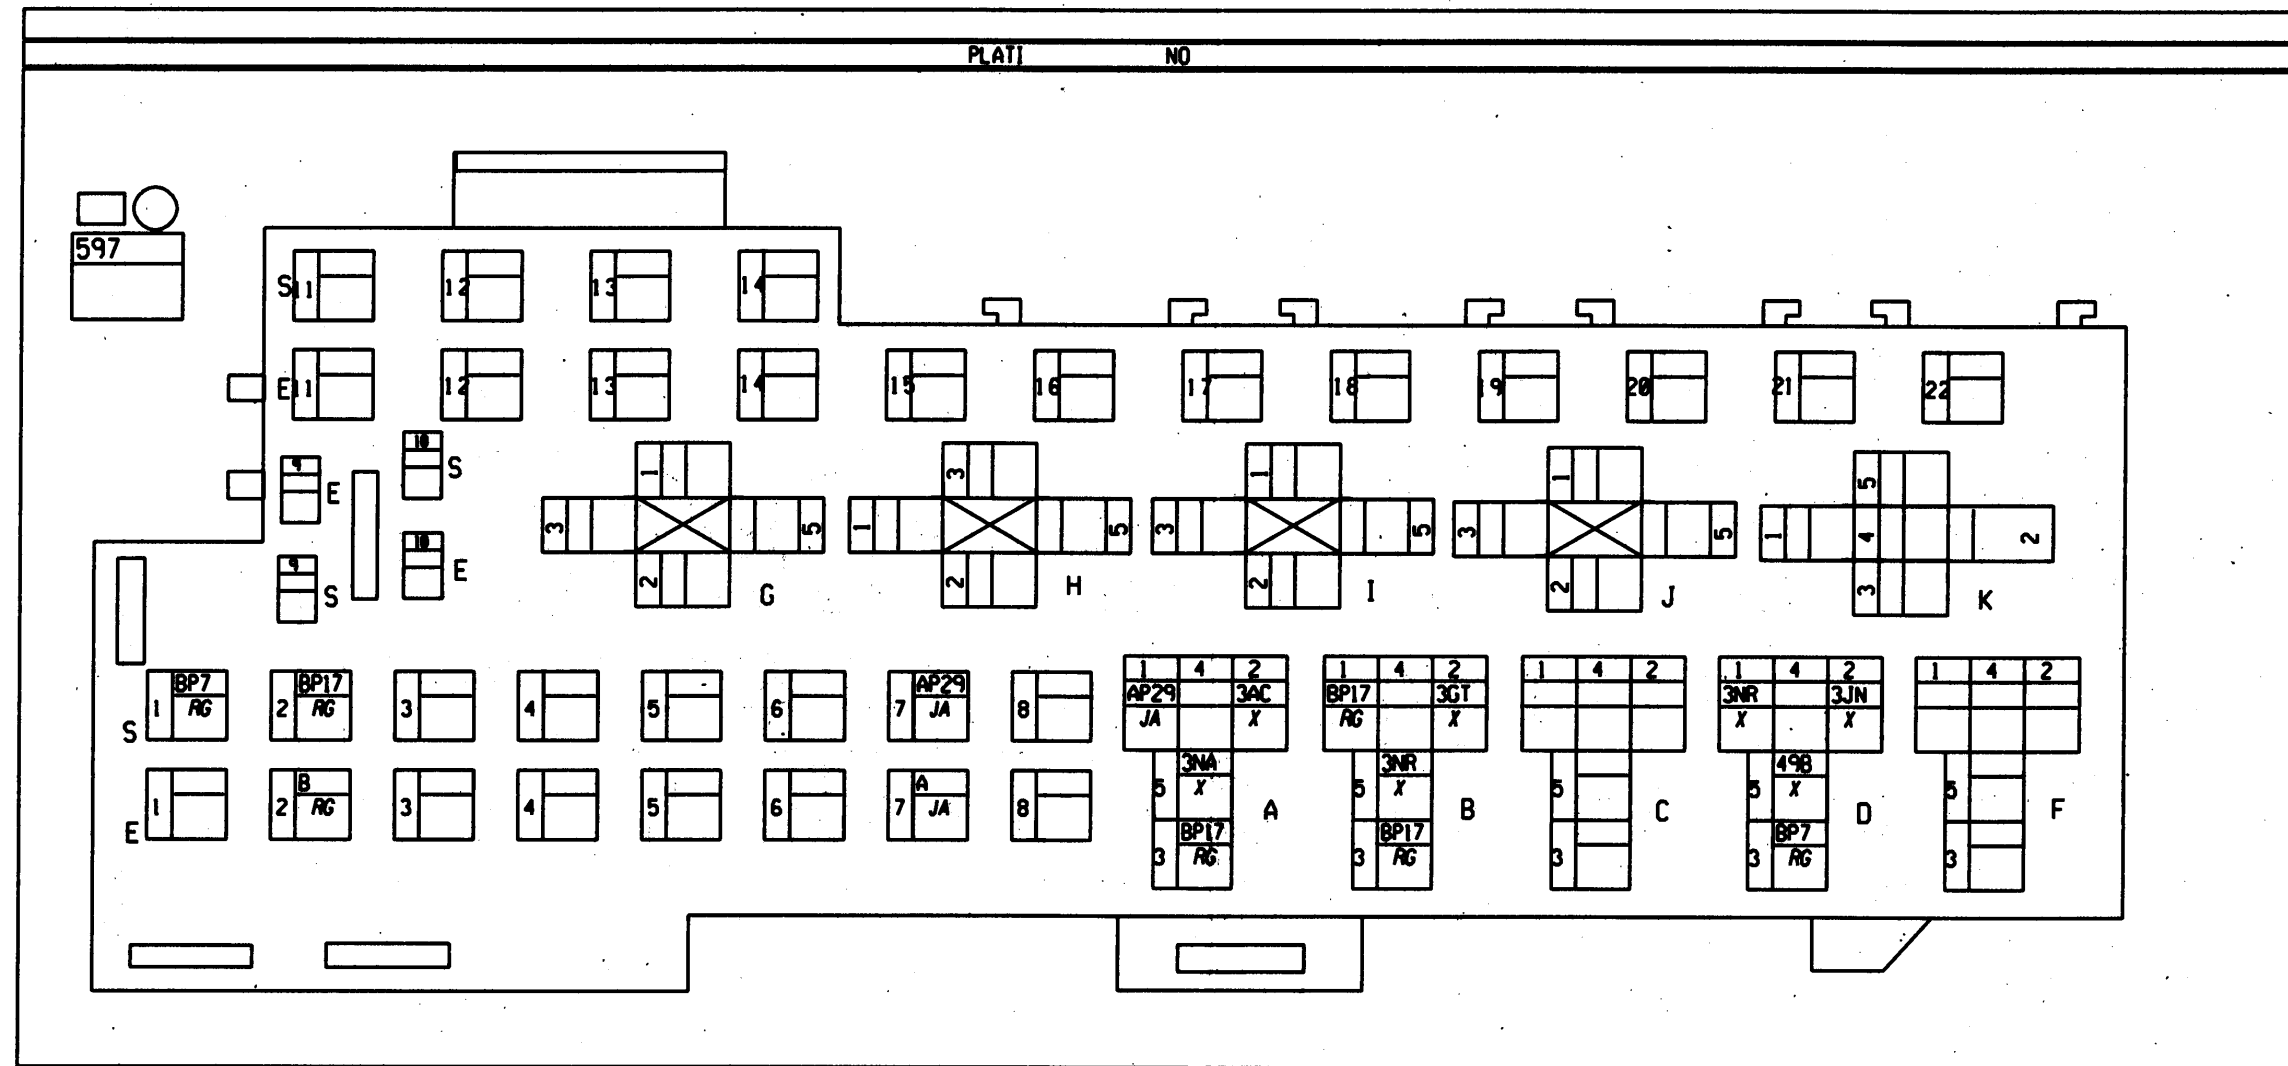 PLATI NO
597
S 11 12 13 14
E 11 12 13 14 15 16 17 18 19 20 21 22
10
S
9
E
1 3 1 1 5
3 5 1 5 3 5 3 5 1 4 2
10
E
9
S
2 2 2 2 3
G H I J K
1 4 2 1 4 2 1 4 2 1 4 2 1 4 2
BP7 BP17 AP29 AP29 3AC BP17 3GT 3NR 3JN
S 1 RG 2 RG 3 4 5 6 7 JA 8 JA X RG X X X
3NA 3NR 49B
5 X 5 X 5 5 X 5
B A
E 1 2 RG 3 4 5 6 7 JA 8
A B C D F
BP17 BP17 BP7
3 RG 3 RG 3 3 RG 3